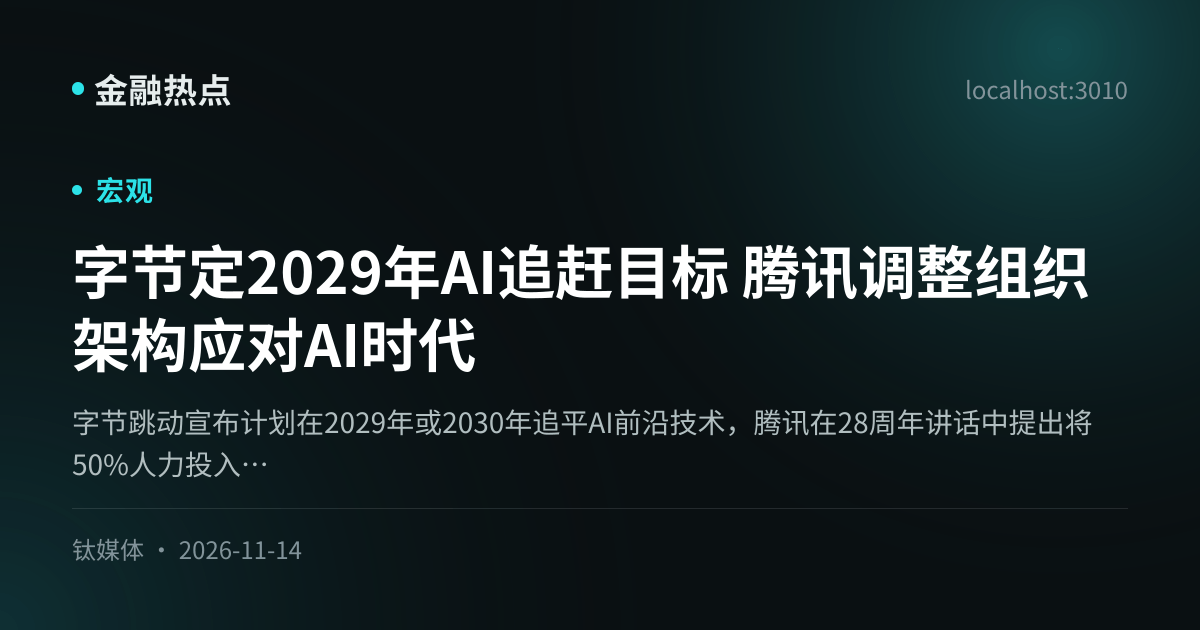 金融热点
localhost:3010
宏观
字节定2029年AI追赶目标 腾讯调整组织
架构应对AI时代
字节跳动宣布计划在2029年或2030年追平AI前沿技术，腾讯在28周年讲话中提出将
50%人力投入…
钛媒体 · 2026-11-14